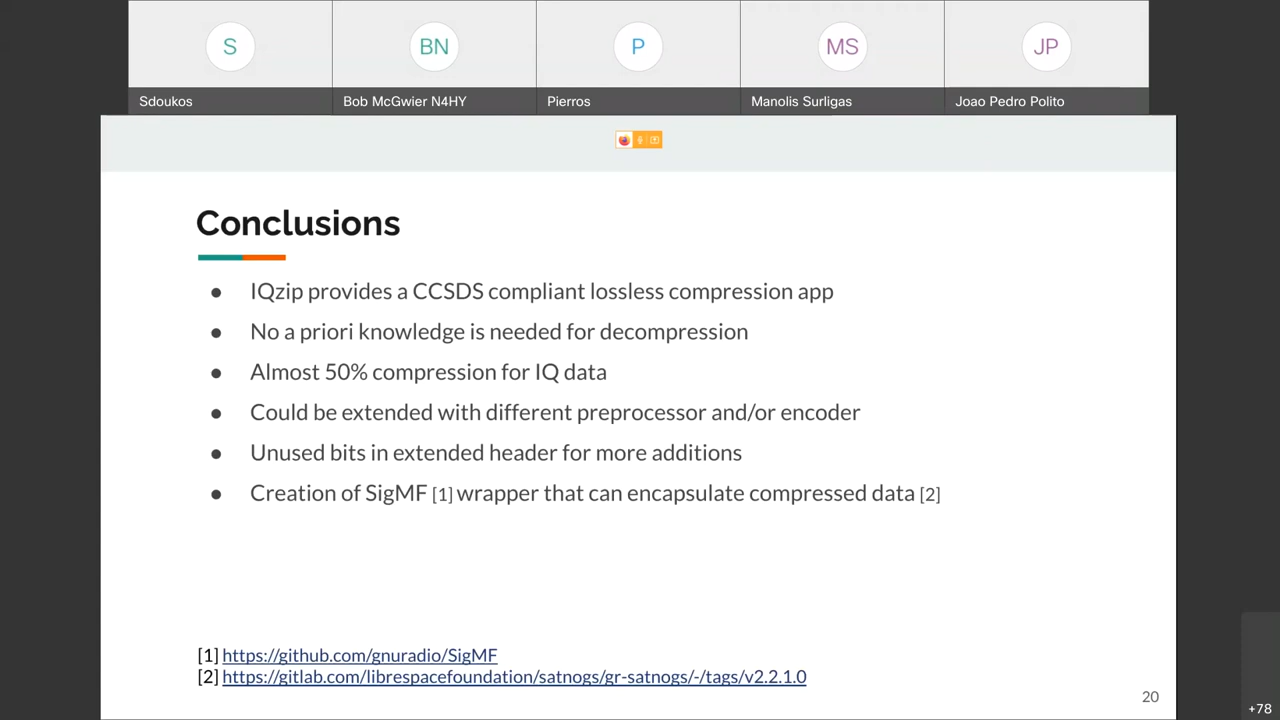 S
BN
P
MS
JP
Sdoukos
Bob McGwier N4HY
Pierros
Manolis Surligas
Joao Pedro Polito
Conclusions
● IQzip provides a CCSDS compliant lossless compression app
● No a priori knowledge is needed for decompression
● Almost 50% compression for IQ data
● Could be extended with different preprocessor and/or encoder
● Unused bits in extended header for more additions
● Creation of SigMF [1] wrapper that can encapsulate compressed data [2]
[1] https://github.com/gnuradio/SigMF
[2] https://gitlab.com/librespacefoundation/satnogs/gr-satnogs/-/tags/v2.2.1.0
20
+78